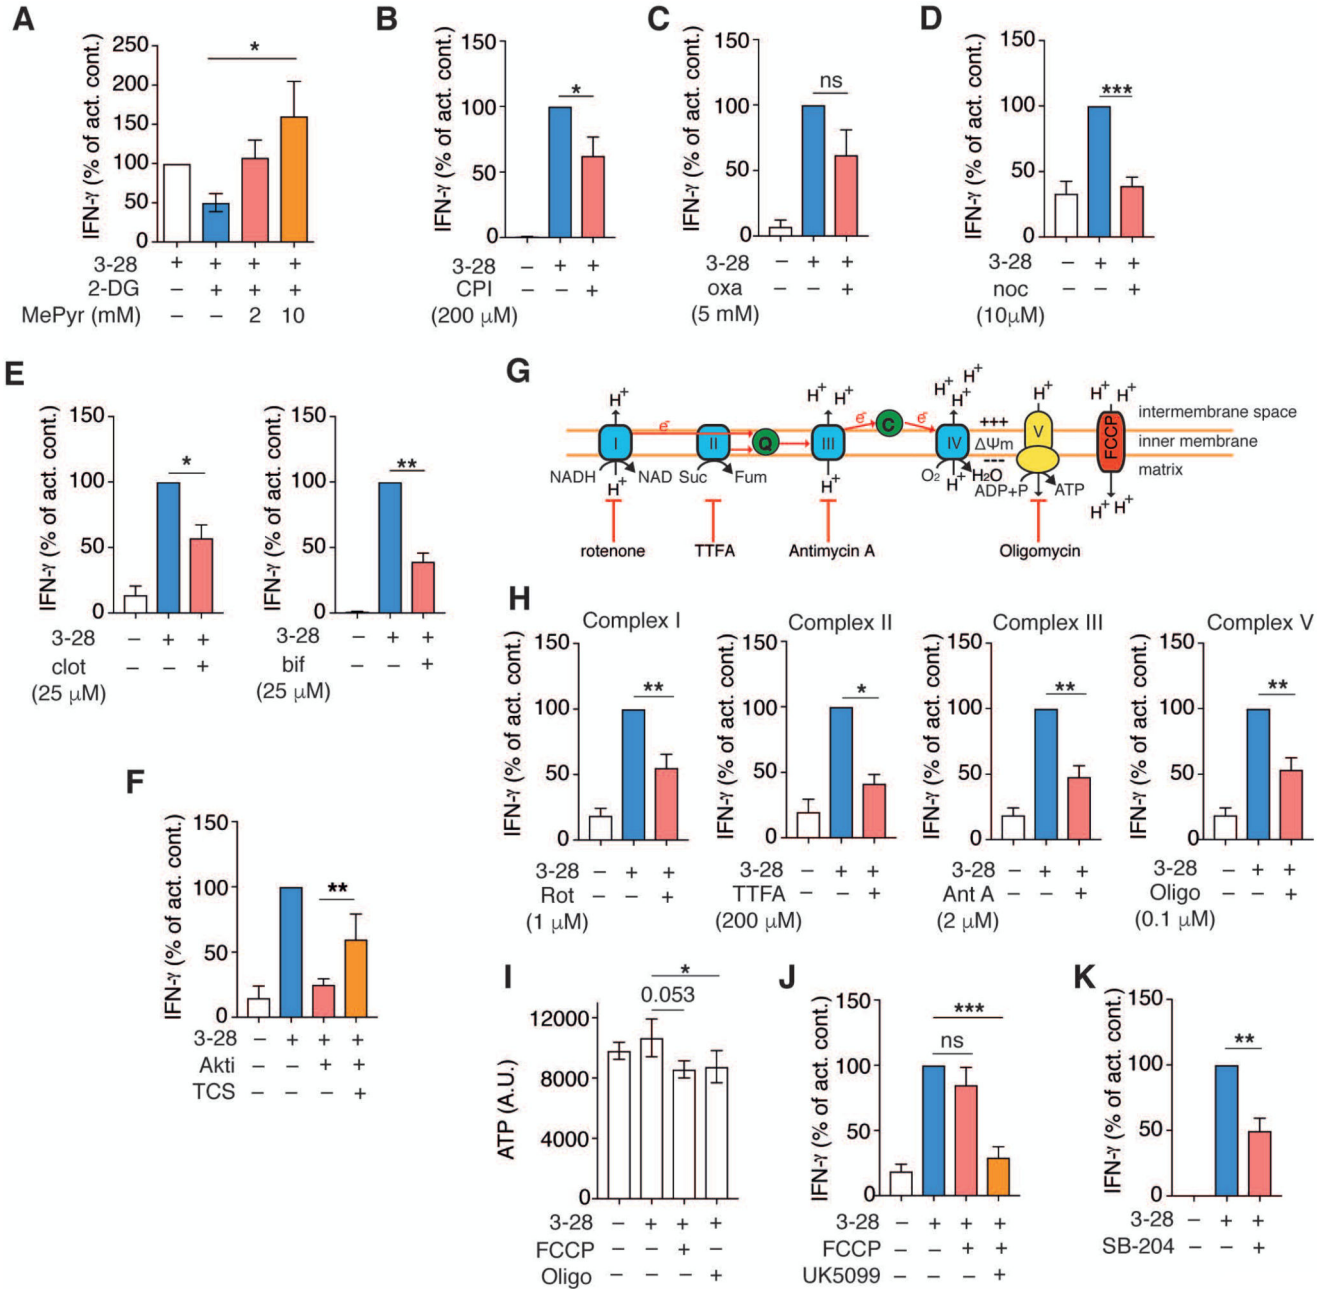 A
IFN-γ (% of act. cont.)
250
200
150
100
50
0
*
3-28 + + + +
2-DG – + + +
MePyr (mM) – – 2 10
B
IFN-γ (% of act. cont.)
150
100
50
0
*
3-28 – + +
CPI – – +
(200 µM)
C
IFN-γ (% of act. cont.)
150
100
50
0
ns
3-28 – + +
oxa – – +
(5 mM)
D
IFN-γ (% of act. cont.)
150
100
50
0
***
3-28 – + +
noc – – +
(10µM)
E
IFN-γ (% of act. cont.)
150
100
50
0
*
3-28 – + +
clot – – +
(25 µM)
IFN-γ (% of act. cont.)
150
100
50
0
**
3-28 – + +
bif – – +
(25 µM)
F
IFN-γ (% of act. cont.)
150
100
50
0
**
3-28 – + + +
Akti – – + +
TCS – – – +
G
H+ H+ H+ H+ H+ H+ H+ H+ H+
intermembrane space
e- e- e- +++
I II Q III C IV ΔΨm V FCCP
inner membrane
---
matrix
NADH NAD Suc Fum O2 H2O
H+ H+ H+ ADP+P ATP H+ H+
rotenone TTFA Antimycin A Oligomycin
H
Complex I
IFN-γ (% of act. cont.)
150
100
50
0
**
3-28 – + +
Rot – – +
(1 µM)
Complex II
IFN-γ (% of act. cont.)
150
100
50
0
*
3-28 – + +
TTFA – – +
(200 µM)
Complex III
IFN-γ (% of act. cont.)
150
100
50
0
**
3-28 – + +
Ant A – – +
(2 µM)
Complex V
IFN-γ (% of act. cont.)
150
100
50
0
**
3-28 – + +
Oligo – – +
(0.1 µM)
I
ATP (A.U.)
12000
8000
4000
0
*
0.053
3-28 – + + +
FCCP – – + –
Oligo – – – +
J
IFN-γ (% of act. cont.)
150
100
50
0
***
ns
3-28 – + + +
FCCP – – + +
UK5099 – – – +
K
IFN-γ (% of act. cont.)
150
100
50
0
**
3-28 – + +
SB-204 – – +